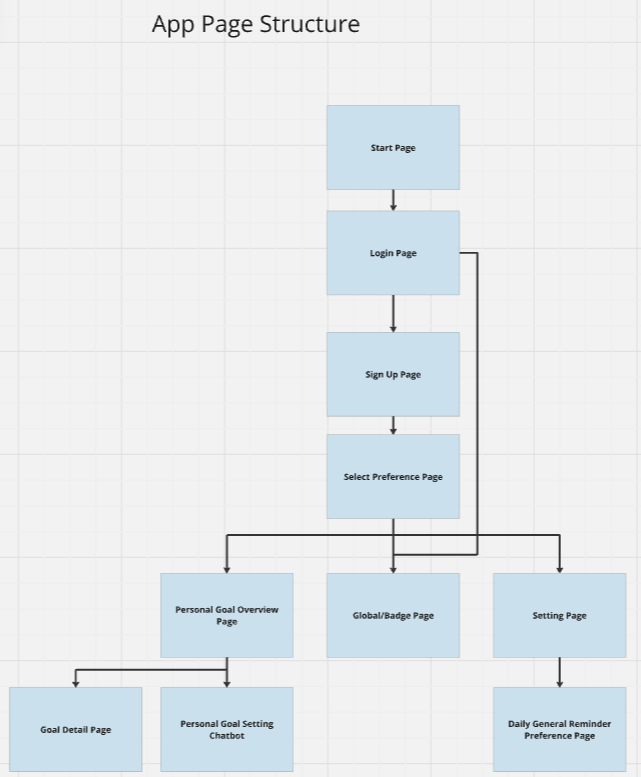 App Page Structure
Start Page
Login Page
Sign Up Page
Select Preference Page
Personal Goal Overview
Page
Global/Badge Page
Setting Page
Goal Detail Page
Personal Goal Setting
Chatbot
Daily General Reminder
Preference Page